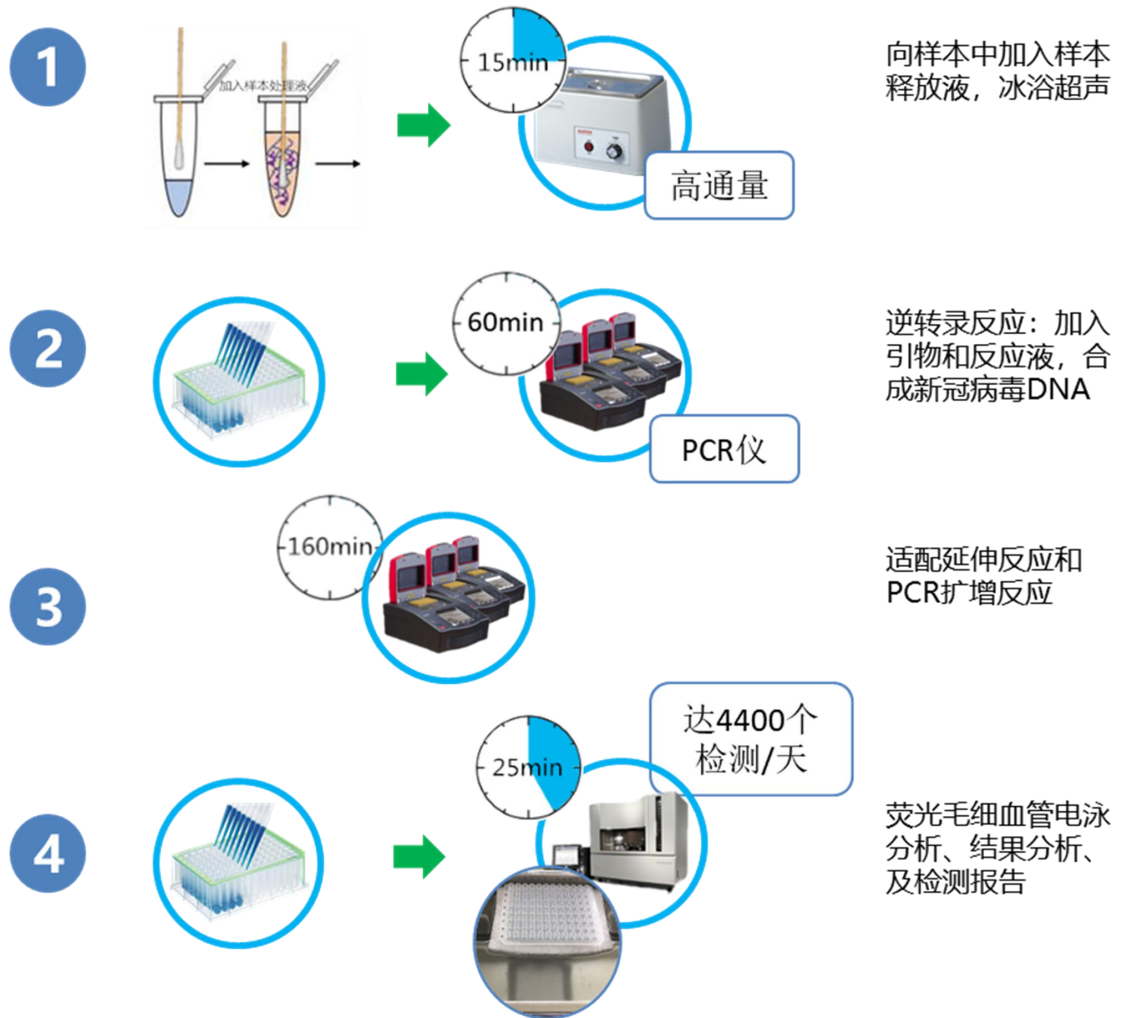 1
加入样本处理液
15min
高通量
向样本中加入样本
释放液，冰浴超声
2
60min
PCR仪
逆转录反应：加入
引物和反应液，合
成新冠病毒DNA
3
160min
适配延伸反应和
PCR扩增反应
4
25min
达4400个
检测/天
荧光毛细血管电泳
分析、结果分析、
及检测报告